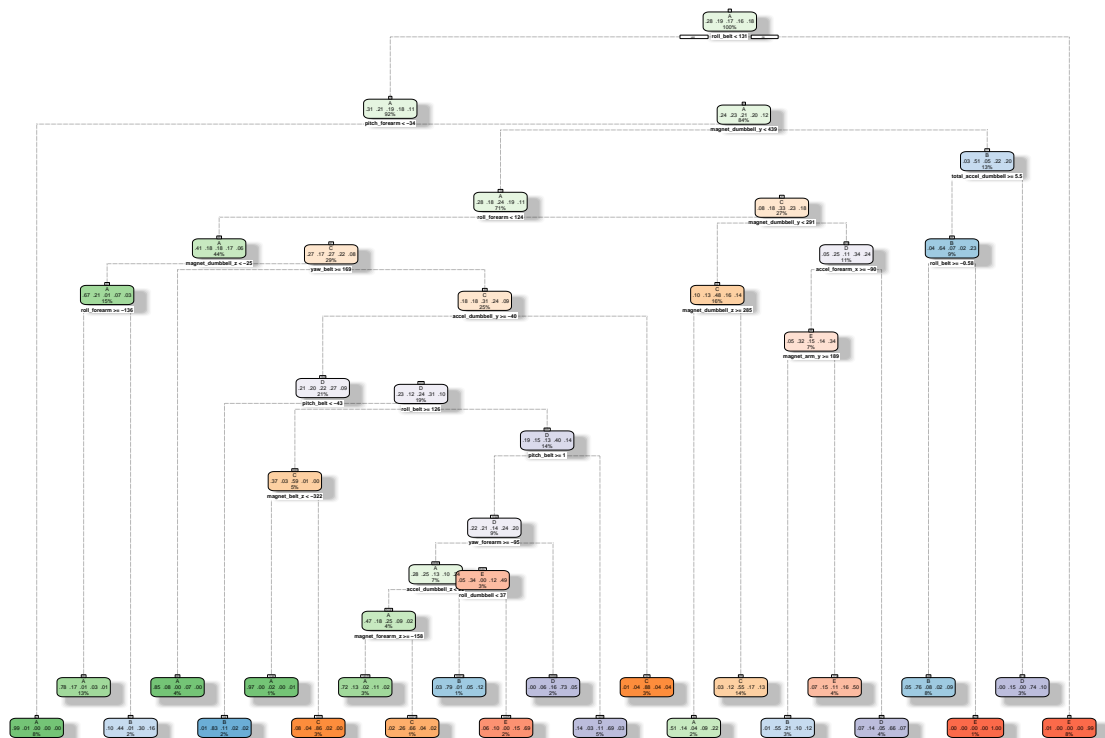 A
.28 .19 .17 .16 .18
100%
roll_belt < 131
A
.31 .21 .19 .18 .11
92%
pitch_forearm < −34
A
.24 .23 .21 .20 .12
84%
magnet_dumbbell_y < 439
B
.03 .51 .05 .22 .20
13%
total_accel_dumbbell >= 5.5
A
.28 .18 .24 .19 .11
71%
roll_forearm < 124
C
.08 .18 .33 .23 .18
27%
magnet_dumbbell_y < 291
A
.41 .18 .18 .17 .06
44%
magnet_dumbbell_z < −25
C
.27 .17 .27 .22 .08
29%
yaw_belt >= 169
D
.05 .25 .11 .34 .24
11%
accel_forearm_x >= −90
B
.04 .64 .07 .02 .23
9%
roll_belt >= −0.58
A
.67 .21 .01 .07 .03
15%
roll_forearm >= −136
C
.18 .18 .31 .24 .09
25%
accel_dumbbell_y >= −40
C
.10 .13 .48 .16 .14
16%
magnet_dumbbell_z >= 285
E
.05 .32 .15 .14 .34
7%
magnet_arm_y >= 189
D
.21 .20 .22 .27 .09
21%
pitch_belt < −43
D
.23 .12 .24 .31 .10
19%
roll_belt >= 126
D
.19 .15 .13 .40 .14
14%
pitch_belt >= 1
C
.37 .03 .59 .01 .00
5%
magnet_belt_z < −322
D
.22 .21 .14 .24 .20
9%
yaw_forearm >= −95
A
.28 .25 .13 .10
7%
accel_dumbbell_z <
E
.05 .34 .00 .12 .49
3%
roll_dumbbell < 37
A
.47 .18 .25 .09 .02
4%
magnet_forearm_z >= −158
A
.78 .17 .01 .03 .01
13%
A
.85 .08 .00 .07 .00
4%
A
.97 .00 .02 .00 .01
1%
A
.72 .13 .02 .11 .02
3%
B
.03 .79 .01 .05 .12
1%
D
.00 .06 .16 .73 .05
2%
C
.01 .04 .88 .04 .04
3%
C
.03 .12 .55 .17 .13
14%
E
.07 .15 .11 .16 .50
4%
B
.05 .76 .08 .02 .09
8%
D
.00 .15 .00 .74 .10
3%
A
.99 .01 .00 .00 .00
8%
B
.10 .44 .01 .30 .16
2%
B
.01 .83 .11 .02 .02
2%
C
.08 .04 .86 .02 .00
3%
C
.02 .26 .66 .04 .02
1%
E
.06 .10 .00 .15 .69
2%
D
.14 .03 .11 .69 .03
5%
A
.51 .14 .04 .09 .22
2%
B
.01 .55 .21 .10 .12
3%
D
.07 .14 .05 .66 .07
4%
E
.00 .00 .00 .00 1.00
1%
E
.01 .00 .00 .00 .99
8%